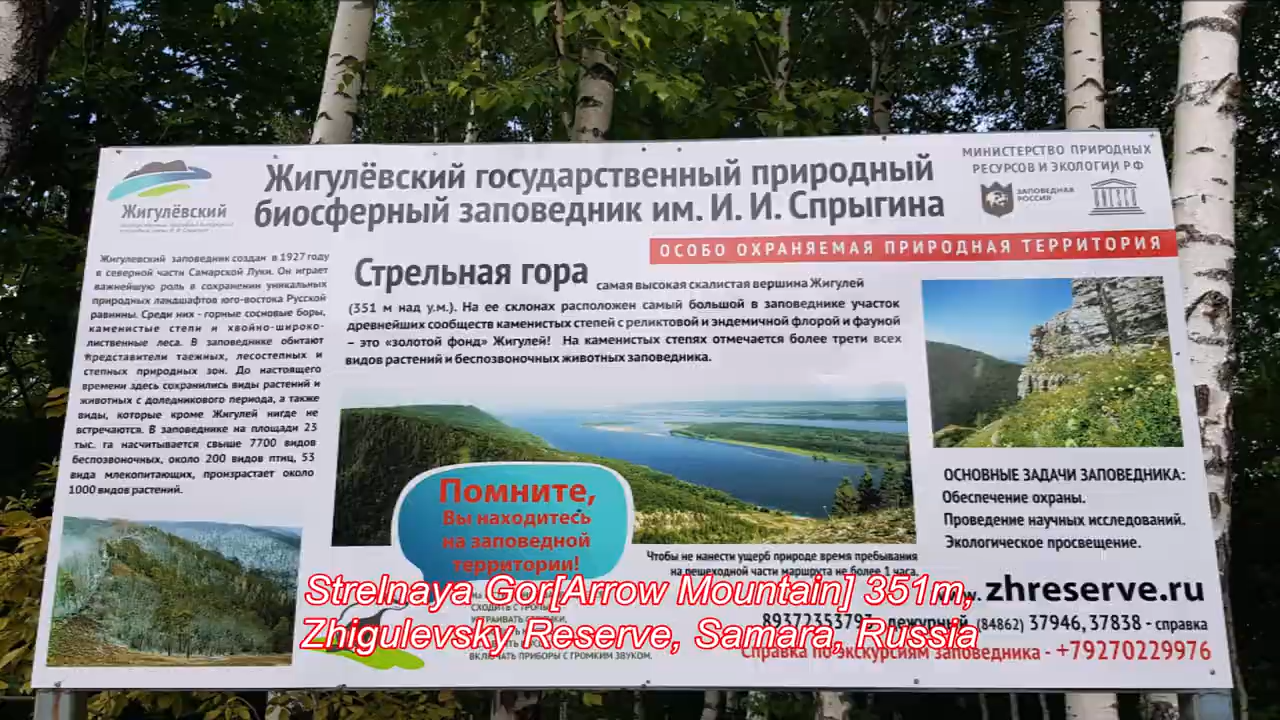 Жигулёвский
Жигулёвский государственный природный
биосферный заповедник им. И. И. Спрыгина
МИНИСТЕРСТВО ПРИРОДНЫХ
РЕСУРСОВ И ЭКОЛОГИИ РФ
ЗАПОВЕДНАЯ
РОССИЯ
UNESCO
ОСОБО ОХРАНЯЕМАЯ ПРИРОДНАЯ ТЕРРИТОРИЯ
Жигулевский заповедник создан в 1927 году
в северной части Самарской Луки. Он играет
важнейшую роль в сохранении уникальных
природных ландшафтов юго-востока Русской
равнины. Среди них - горные сосновые боры,
каменистые степи и хвойно-широко-
лиственные леса. В заповеднике обитают
представители таежных, лесостепных и
степных природных зон. До настоящего
времени здесь сохранились виды растений и
животных с доледникового периода, а также
виды, которые кроме Жигулей нигде не
встречаются. В заповеднике на площади 23
тыс. га насчитывается свыше 7700 видов
беспозвоночных, около 200 видов птиц, 53
вида млекопитающих, произрастает около
1000 видов растений.
Стрельная гора самая высокая скалистая вершина Жигулей
(351 м над у.м.). На ее склонах расположен самый большой в заповеднике участок
древнейших сообществ каменистых степей с реликтовой и эндемичной флорой и фауной
– это «золотой фонд» Жигулей! На каменистых степях отмечается более трети всех
видов растений и беспозвоночных животных заповедника.
Помните,
Вы находитесь
на заповедной
территории!
Чтобы не нанести ущерб природе время пребывания
на пешеходной части маршрута не более 1 часа.
СХОДИТЬ С ТРОПЫ
УСТРАИВАТЬ
ВКЛЮЧАТЬ ПРИБОРЫ С ГРОМКИМ ЗВУКОМ.
ОСНОВНЫЕ ЗАДАЧИ ЗАПОВЕДНИКА:
Обеспечение охраны.
Проведение научных исследований.
Экологическое просвещение.
zhreserve.ru
89372353793 дежурный, (84862) 37946, 37838 - справка
Справка по экскурсиям заповедника - +79270229976
Strelnaya Gor[Arrow Mountain] 351m,
Zhigulevsky Reserve, Samara, Russia